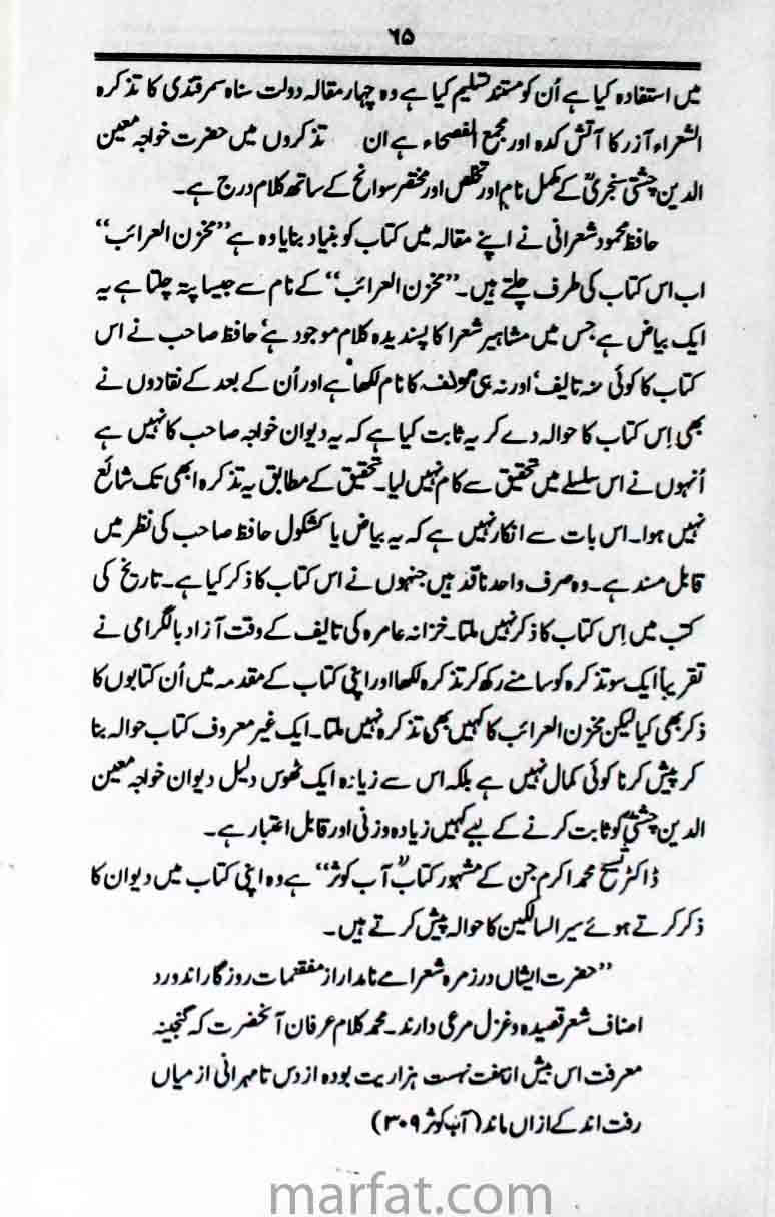 ۶۵
میں استفادہ کیا ہے اُن کو مستند تسلیم کیا ہے وہ چہار مقالہ دولت سناہ سمرقندی کا تذکرہ
الشعراء آزر کا آتش کدہ اور مجمع الفصحاء ہے ان تذکروں میں حضرت خواجہ معین
الدین چشتی سنجریؒ کے مکمل نام اور تخلص اور مختصر سوانح کے ساتھ کلام درج ہے۔
حافظ محمود شعرانی نے اپنے مقالہ میں کتاب کو بنیاد بنایا وہ ہے ”مخزن العرائب“
اب اس کتاب کی طرف چلتے ہیں۔ ”مخزن العرائب“ کے نام سے جیسا پتہ چلتا ہے یہ
ایک بیاض ہے جس میں مشاہیر شعرا کا پسندیدہ کلام موجود ہے‘ حافظ صاحب نے اس
کتاب کا کوئی سنہ تالیف‘ اور نہ ہی مؤلف کا نام لکھا ہے اور اُن کے بعد کے نقادوں نے
بھی اِس کتاب کا حوالہ دے کر یہ ثابت کیا ہے کہ یہ دیوان خواجہ صاحب کا نہیں ہے
اُنہوں نے اس سلسلے میں تحقیق سے کام نہیں لیا۔ تحقیق کے مطابق یہ تذکرہ ابھی تک شائع
نہیں ہوا۔ اس بات سے انکار نہیں ہے کہ یہ بیاض یا کشکول حافظ صاحب کی نظر میں
قابل سند ہے۔ وہ صرف واحد ناقد ہیں جنہوں نے اس کتاب کا ذکر کیا ہے۔ تاریخ کی
کتب میں اِس کتاب کا ذکر نہیں ملتا۔ خزانہ عامرہ کی تالیف کے وقت آزاد بالگرامی نے
تقریباً ایک سو تذکرہ کو سامنے رکھ کر تذکرہ لکھا اور اپنی کتاب کے مقدمہ میں اُن کتابوں کا
ذکر بھی کیا لیکن مخزن العرائب کا کہیں بھی تذکرہ نہیں ملتا۔ ایک غیر معروف کتاب حوالہ بنا
کر پیش کرنا کوئی کمال نہیں ہے بلکہ اس سے زیادہ ایک ٹھوس دلیل دیوان خواجہ معین
الدین چشتیؒ کو ثابت کرنے کے لیے کہیں زیادہ وزنی اور قابل اعتبار ہے۔
ڈاکٹر شیخ محمد اکرم جن کے مشہور کتاب ”آب کوثر“ ہے وہ اپنی کتاب میں دیوان کا
ذکر کرتے ہوئے سیر السالکین کا حوالہ پیش کرتے ہیں۔
”حضرت ایشاں در زمرہ شعرامے نامدار از مفقتمات روزگار اندورد
اصناف شعر قصیدہ و غزل مرعی دارند۔ محمد کلام عرفان آنحضرت کہ گنجینہ
معرفت اس بیش نیست ہزار بیت بودہ از دس تا مہرانی از میاں
رفت اند کے ازاں ماند (آب کوثر ۳۰۹)
marfat.com